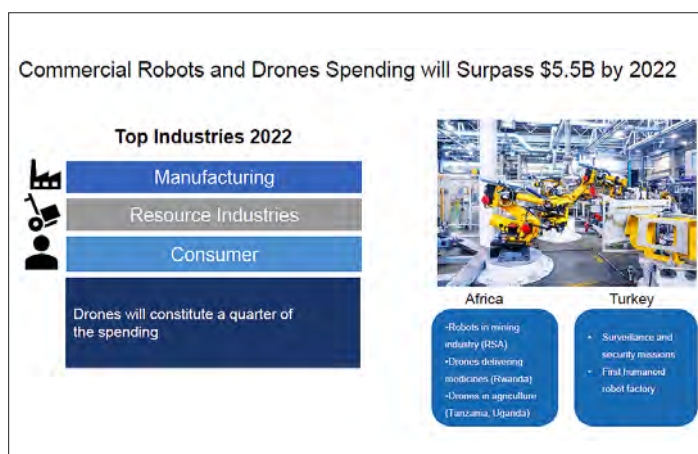 Commercial Robots and Drones Spending will Surpass $5.5B by 2022
Top Industries 2022
Manufacturing
Resource Industries
Consumer
Drones will constitute a quarter of
the spending
Africa
•Robots in mining
industry (RSA)
•Drones delivering
medicines (Rwanda)
•Drones in agriculture
(Tanzania, Uganda)
Turkey
• Surveillance and
security missions
• First humanoid
robot factory